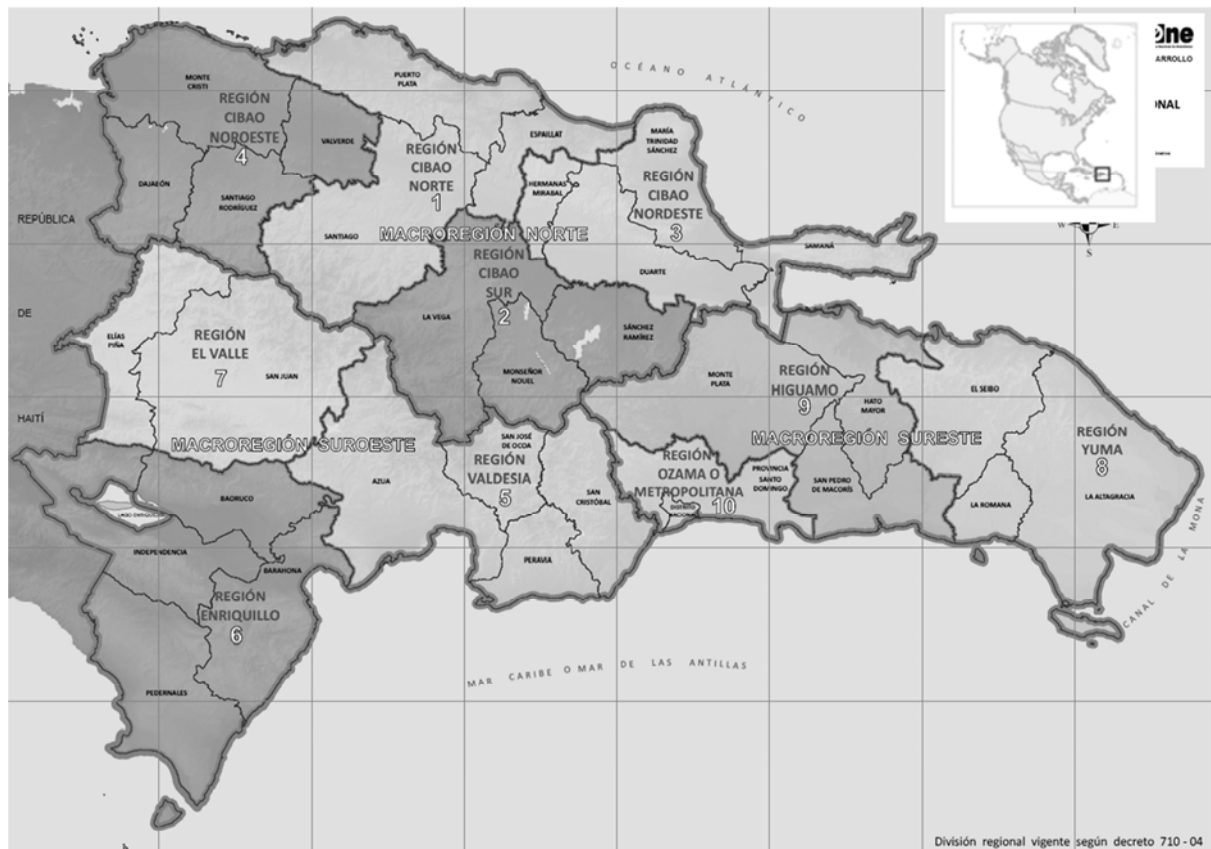 OCÉANO ATLÁNTICO
one
ARROLLO
ONAL
PUERTO
PLATA
MONTE
CRISTI
REGIÓN
CIBAO
NOROESTE
4
VALVERDE
DAJABÓN
SANTIAGO
RODRÍGUEZ
REGIÓN
CIBAO
NORTE
1
ESPAILLAT
MARÍA
TRINIDAD
SÁNCHEZ
HERMANAS
MIRABAL
REGIÓN
CIBAO
NORDESTE
3
SANTIAGO
MACROREGIÓN NORTE
SAMANÁ
W E
S
DUARTE
REGIÓN
CIBAO
SUR
2
LA VEGA
SÁNCHEZ
RAMÍREZ
MONSEÑOR
NOUEL
REPÚBLICA
DE
HAITÍ
ELÍAS
PIÑA
REGIÓN
EL VALLE
7
SAN JUAN
MONTE
PLATA
REGIÓN
HIGUAMO
9
HATO
MAYOR
EL SEIBO
MACROREGIÓN SUROESTE
MACROREGIÓN SURESTE
REGIÓN
YUMA
8
LA ALTAGRACIA
LA ROMANA
SAN JOSÉ
DE OCOA
REGIÓN
VALDESIA
5
AZUA
SAN
CRISTÓBAL
PERAVIA
REGIÓN
OZAMA O
METROPOLITANA
10
PROVINCIA
SANTO
DOMINGO
DISTRITO
NACIONAL
SAN PEDRO
DE MACORÍS
BAORUCO
LAGO ENRIQUILLO
INDEPENDENCIA
BARAHONA
REGIÓN
ENRIQUILLO
6
PEDERNALES
CANAL DE LA MONA
MAR CARIBE O MAR DE LAS ANTILLAS
División regional vigente según decreto 710 - 04